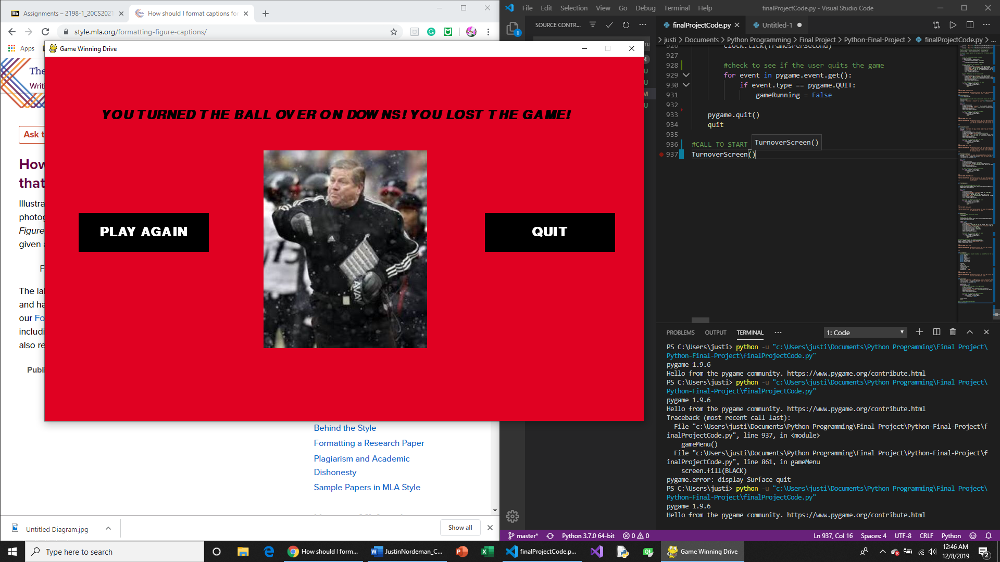 Assignments – 2198-1_20CS2021
How should I format captions for
style.mla.org/formatting-figure-captions/
Apps
The
Writi
Ask t
How
that
Illustra
photog
Figure
given a
F
The lal
and ha
our Fo
includi
also re
Publi
Behind the Style
Formatting a Research Paper
Plagiarism and Academic
Dishonesty
Sample Papers in MLA Style
Untitled Diagram.jpg
Show all
Game Winning Drive
YOU TURNED THE BALL OVER ON DOWNS! YOU LOST THE GAME!
PLAY AGAIN
QUIT
File Edit Selection View Go Debug Terminal Help
finalProjectCode.py - Visual Studio Code
1
SOURCE CONTR...
finalProjectCode.py
Untitled-1
justi > Documents > Python Programming > Final Project > Python-Final-Project > finalProjectCode.py > ...
4
U
U
M
U
926 clock.tick(framesPerSecond)
927
928 #check to see if the user quits the game
929 for event in pygame.event.get():
930 if event.type == pygame.QUIT:
931 gameRunning = False
932
933 pygame.quit()
934 quit
935
936 #CALL TO START
TurnoverScreen()
937 TurnoverScreen()
PROBLEMS OUTPUT TERMINAL ...
1: Code
PS C:\Users\justi> python -u "c:\Users\justi\Documents\Python Programming\Final Project\
Python-Final-Project\finalProjectCode.py"
pygame 1.9.6
Hello from the pygame community. https://www.pygame.org/contribute.html
PS C:\Users\justi> python -u "c:\Users\justi\Documents\Python Programming\Final Project\
Python-Final-Project\finalProjectCode.py"
pygame 1.9.6
Hello from the pygame community. https://www.pygame.org/contribute.html
Traceback (most recent call last):
File "c:\Users\justi\Documents\Python Programming\Final Project\Python-Final-Project\f
inalProjectCode.py", line 937, in <module>
gameMenu()
File "c:\Users\justi\Documents\Python Programming\Final Project\Python-Final-Project\f
inalProjectCode.py", line 861, in gameMenu
screen.fill(BLACK)
pygame.error: display Surface quit
PS C:\Users\justi> python -u "c:\Users\justi\Documents\Python Programming\Final Project\
Python-Final-Project\finalProjectCode.py"
pygame 1.9.6
Hello from the pygame community. https://www.pygame.org/contribute.html
master*
Python 3.7.0 64-bit
0
0
Ln 937, Col 16
Spaces: 4
UTF-8
CRLF
Python
Type here to search
How should I form...
JustinNordeman_C...
finalProjectCode.p...
Game Winning Drive
12:46 AM
12/8/2019
2